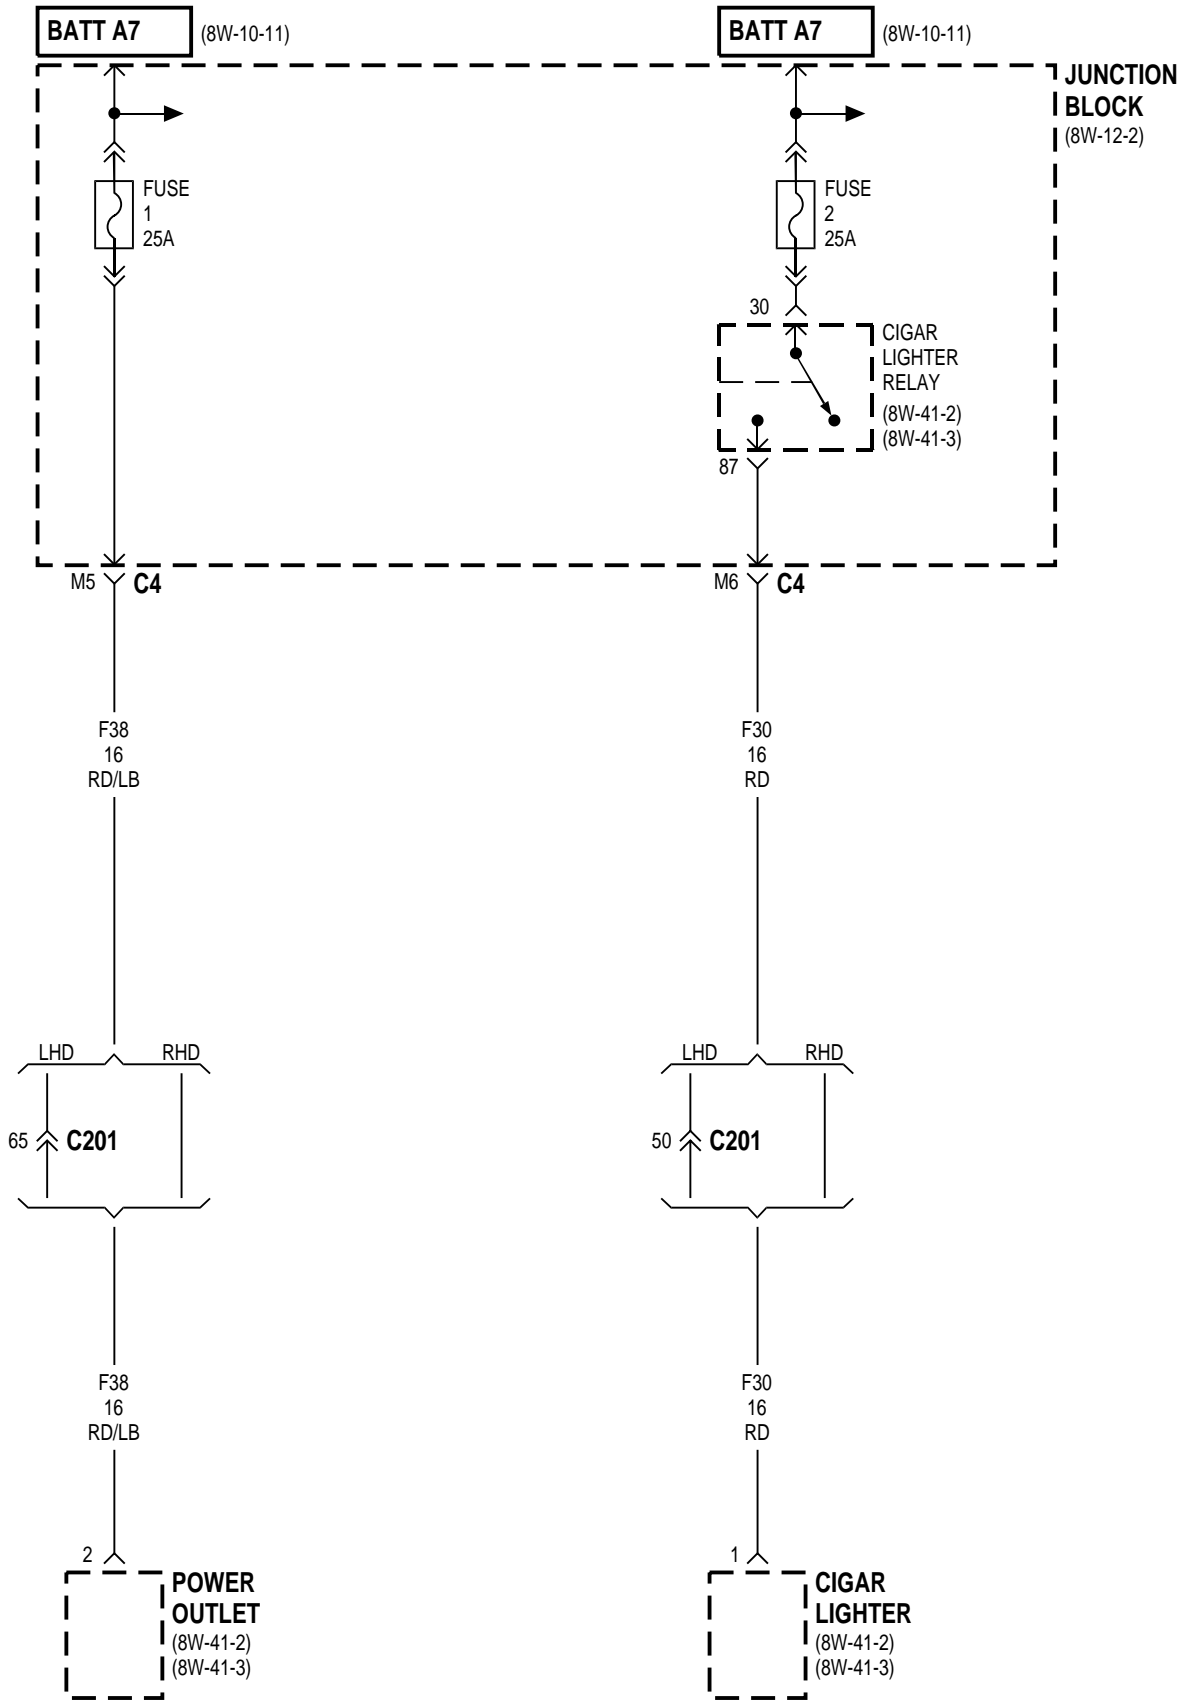 BATT A7
(8W-10-11)
BATT A7
(8W-10-11)
JUNCTION
BLOCK
(8W-12-2)
FUSE
1
25A
FUSE
2
25A
30
CIGAR
LIGHTER
RELAY
(8W-41-2)
(8W-41-3)
87
M5
C4
M6
C4
F38
16
RD/LB
F30
16
RD
LHD
RHD
LHD
RHD
65
C201
50
C201
F38
16
RD/LB
F30
16
RD
2
1
POWER
OUTLET
(8W-41-2)
(8W-41-3)
CIGAR
LIGHTER
(8W-41-2)
(8W-41-3)